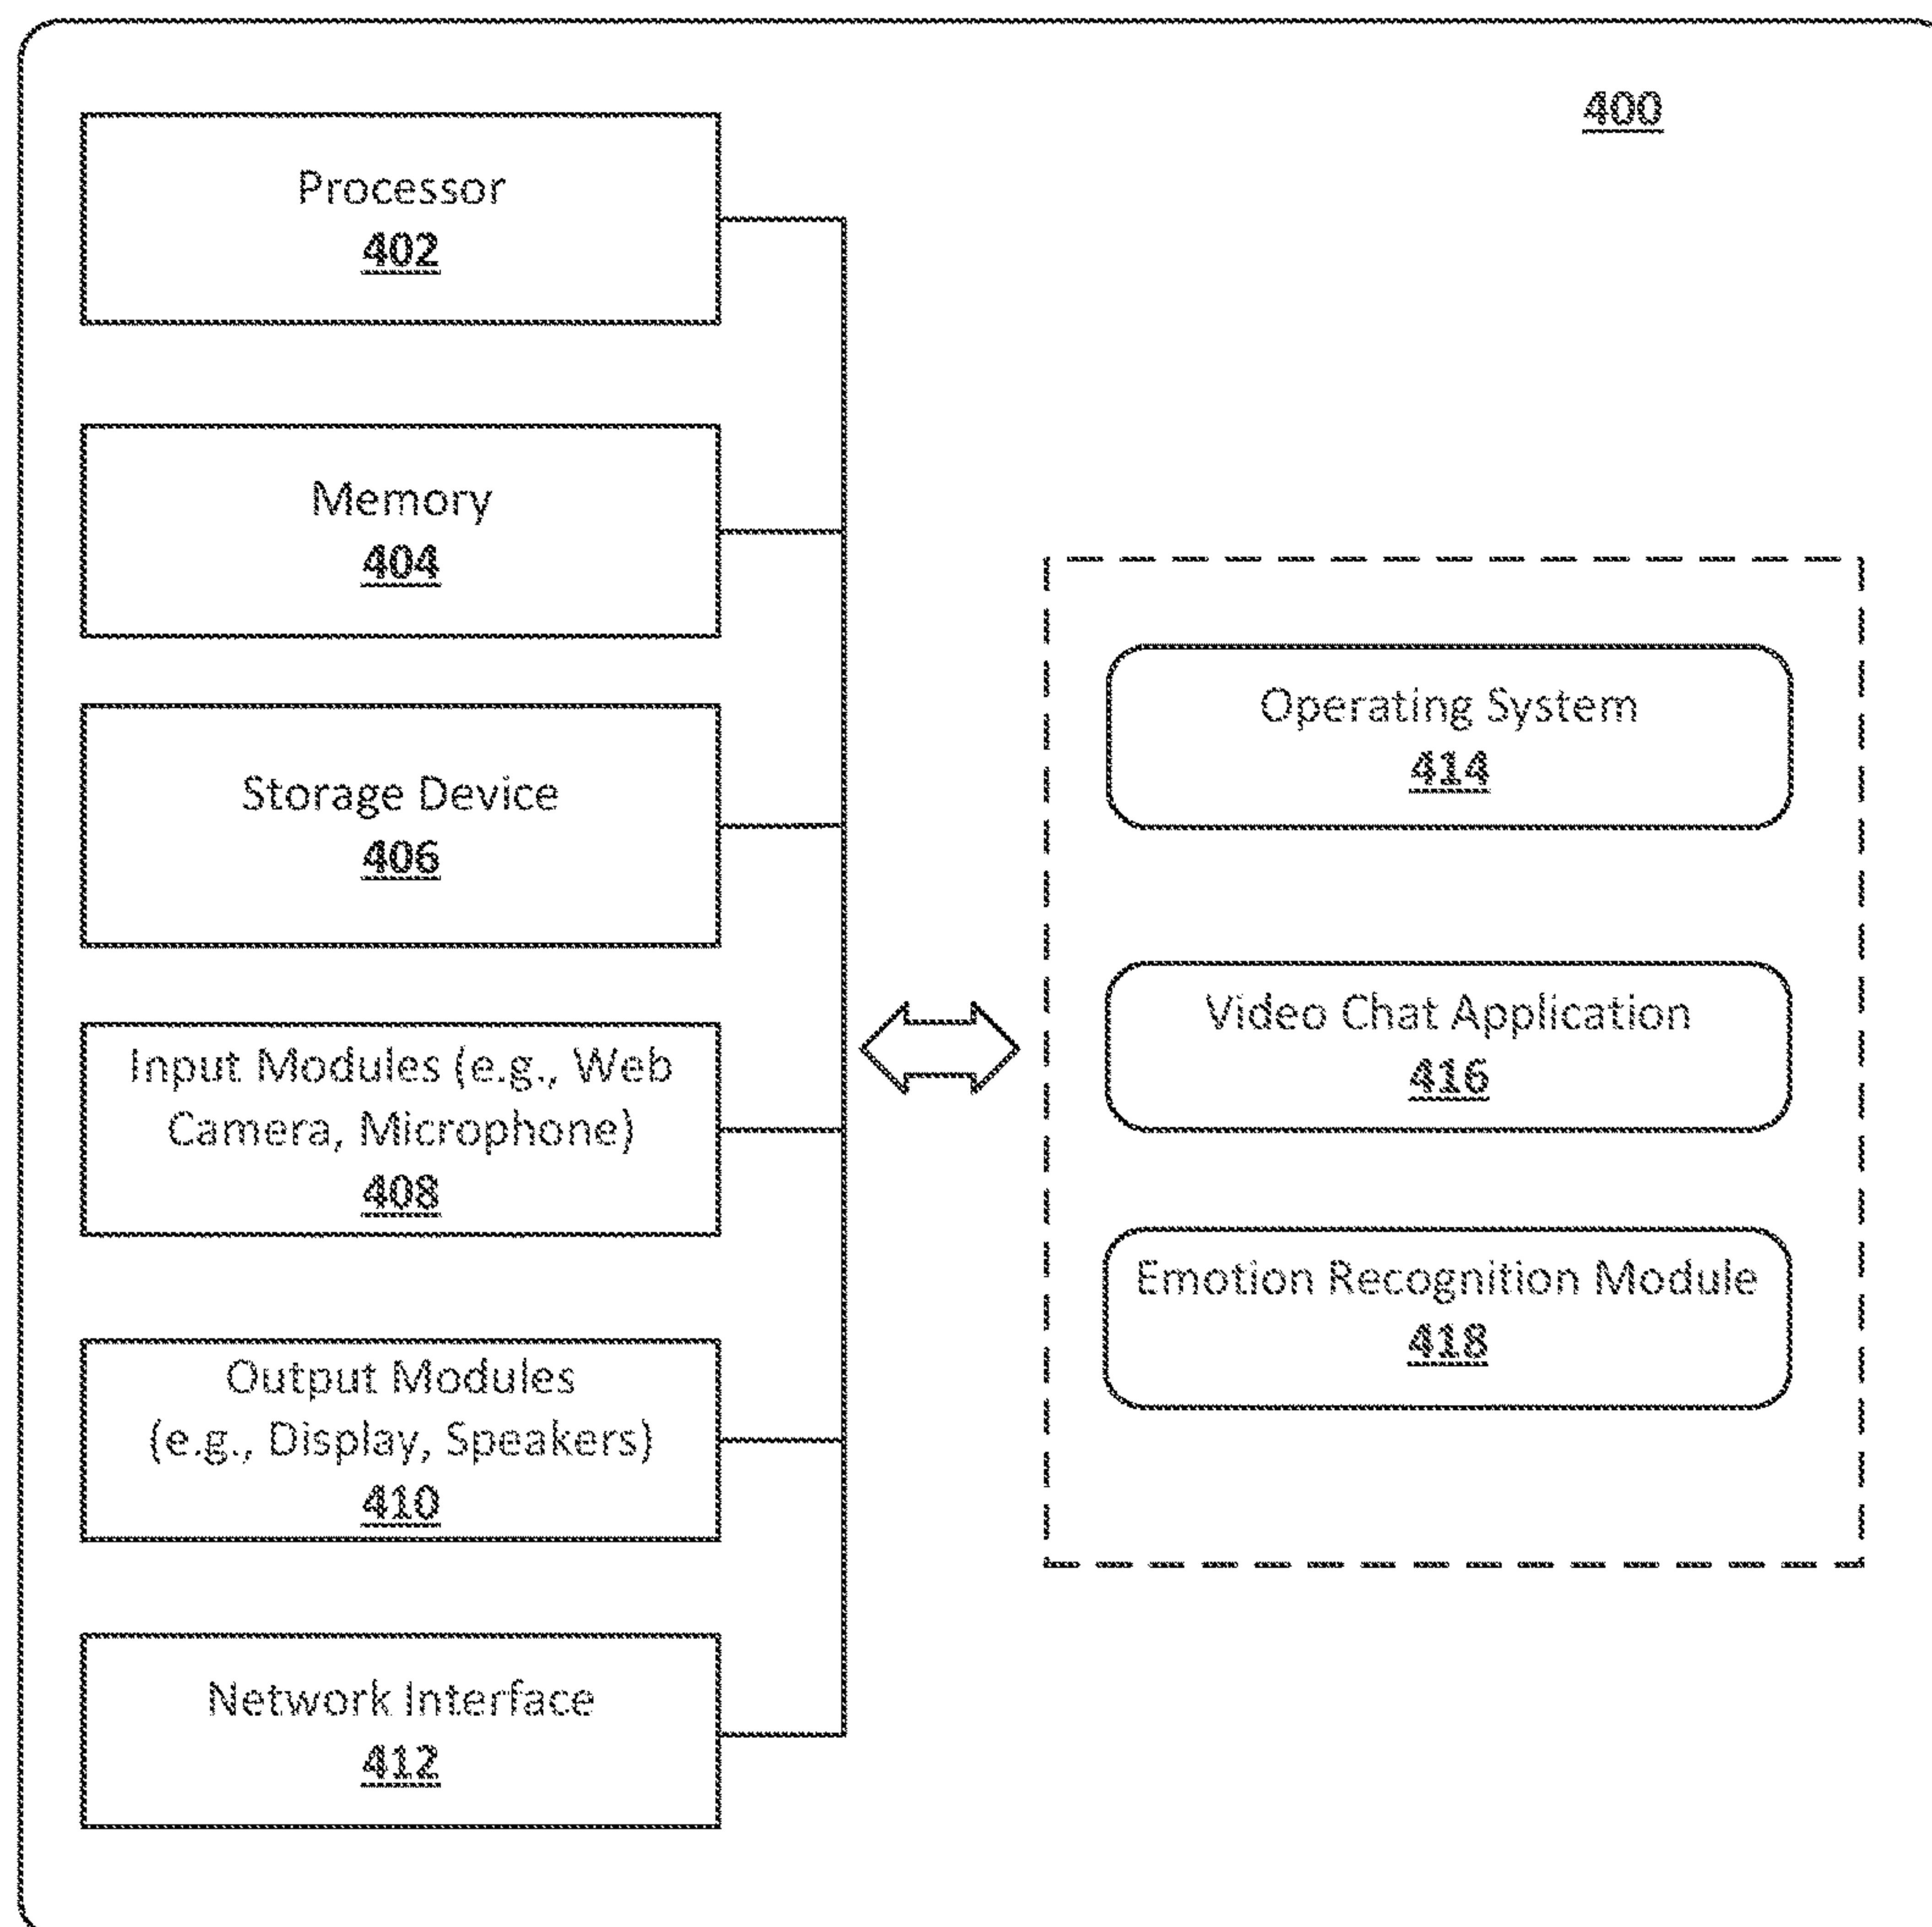 400
Processor
402
Memory
404
Storage Device
406
Input Modules (e.g., Web
Camera, Microphone)
408
Output Modules
(e.g., Display, Speakers)
410
Network Interface
412
Operating System
414
Video Chat Application
416
Emotion Recognition Module
418